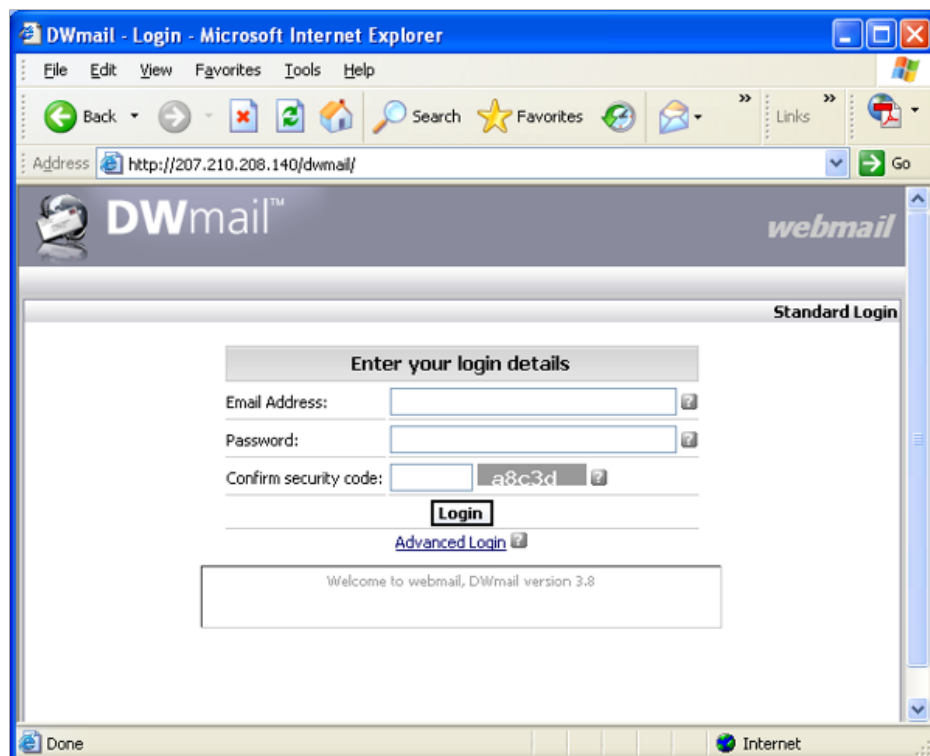 DWmail - Login - Microsoft Internet Explorer
File Edit View Favorites Tools Help
Back Search Favorites Links
Address http://207.210.208.140/dwmail/ Go
DWmail™ webmail
Standard Login
Enter your login details
Email Address: ?
Password: ?
Confirm security code: a8c3d ?
Login
Advanced Login ?
Welcome to webmail, DWmail version 3.8
Done Internet